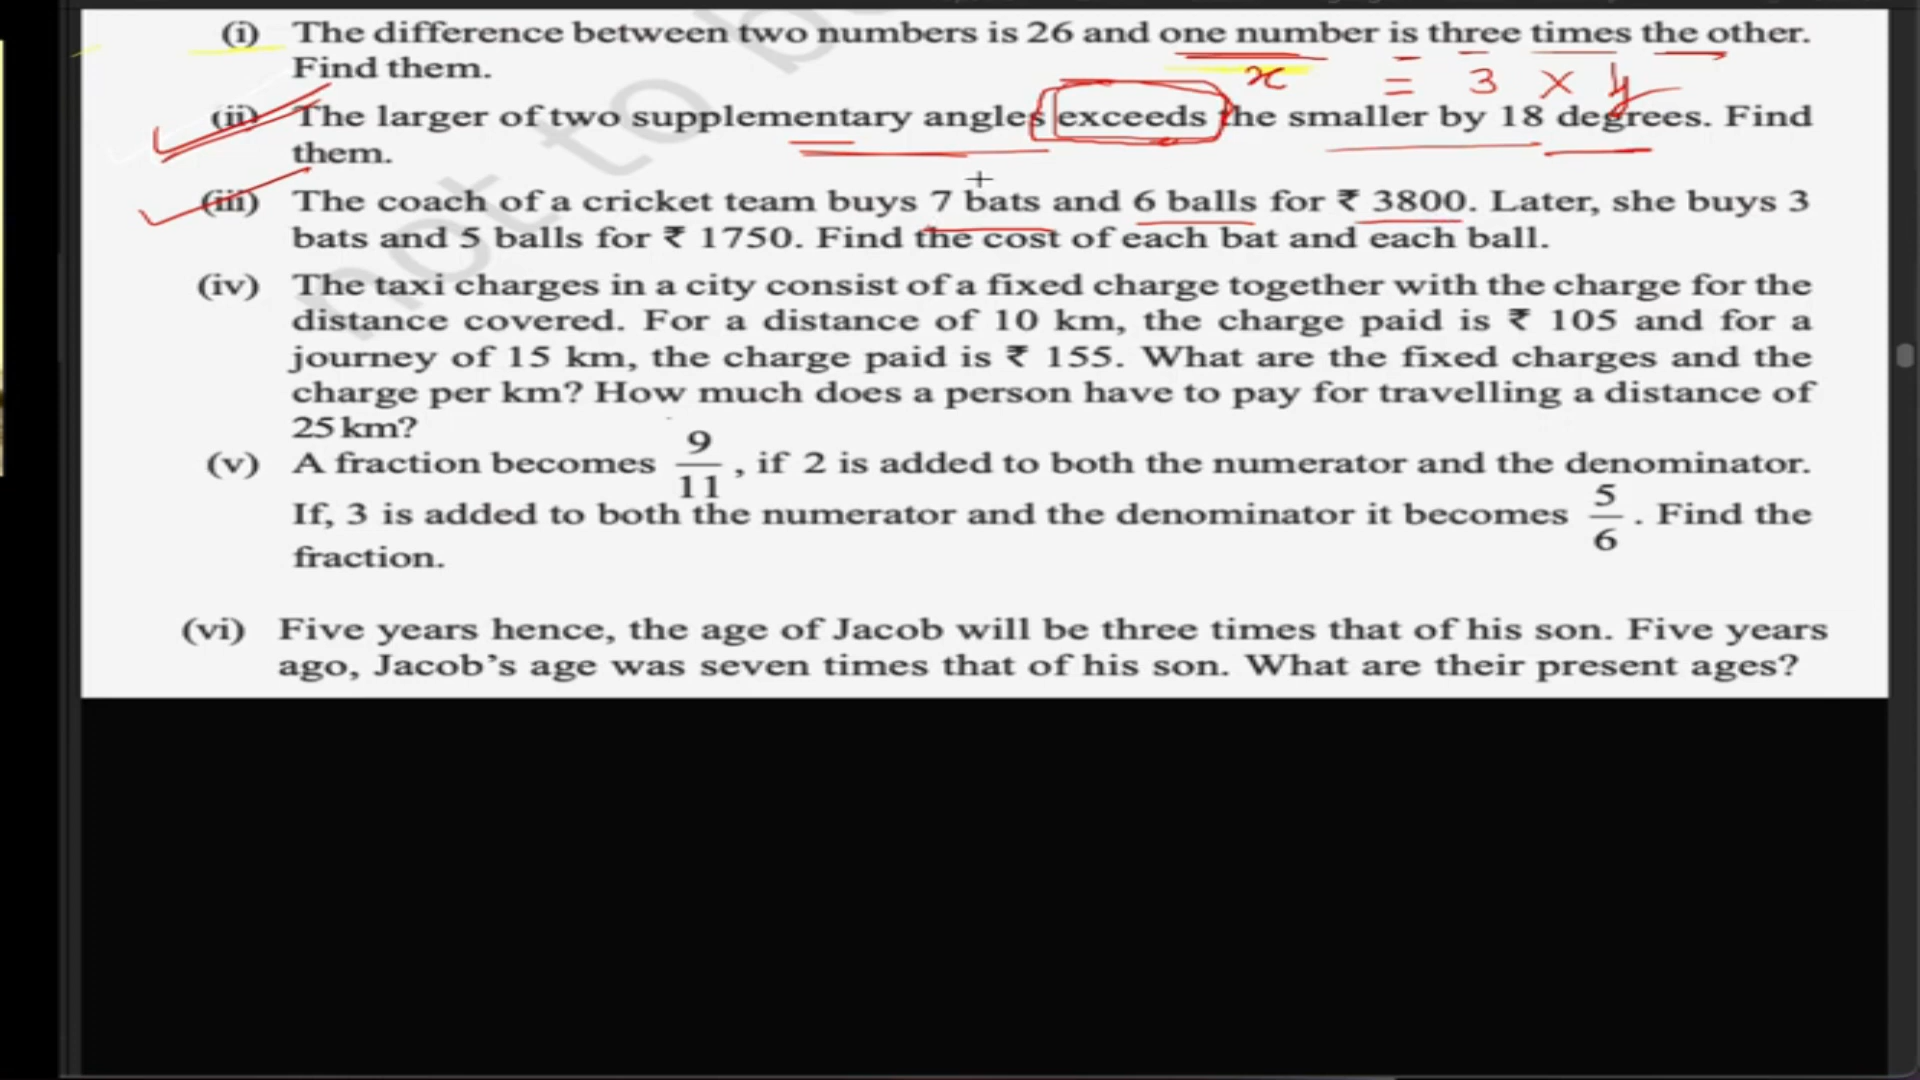 (i) The difference between two numbers is 26 and one number is three times the other.
Find them.
x = 3 × y
(ii) The larger of two supplementary angles exceeds the smaller by 18 degrees. Find
them.
(iii) The coach of a cricket team buys 7 bats and 6 balls for ₹ 3800. Later, she buys 3
bats and 5 balls for ₹ 1750. Find the cost of each bat and each ball.
(iv) The taxi charges in a city consist of a fixed charge together with the charge for the
distance covered. For a distance of 10 km, the charge paid is ₹ 105 and for a
journey of 15 km, the charge paid is ₹ 155. What are the fixed charges and the
charge per km? How much does a person have to pay for travelling a distance of
25 km?
(v) A fraction becomes 9/11, if 2 is added to both the numerator and the denominator.
If, 3 is added to both the numerator and the denominator it becomes 5/6. Find the
fraction.
(vi) Five years hence, the age of Jacob will be three times that of his son. Five years
ago, Jacob's age was seven times that of his son. What are their present ages?
not to b